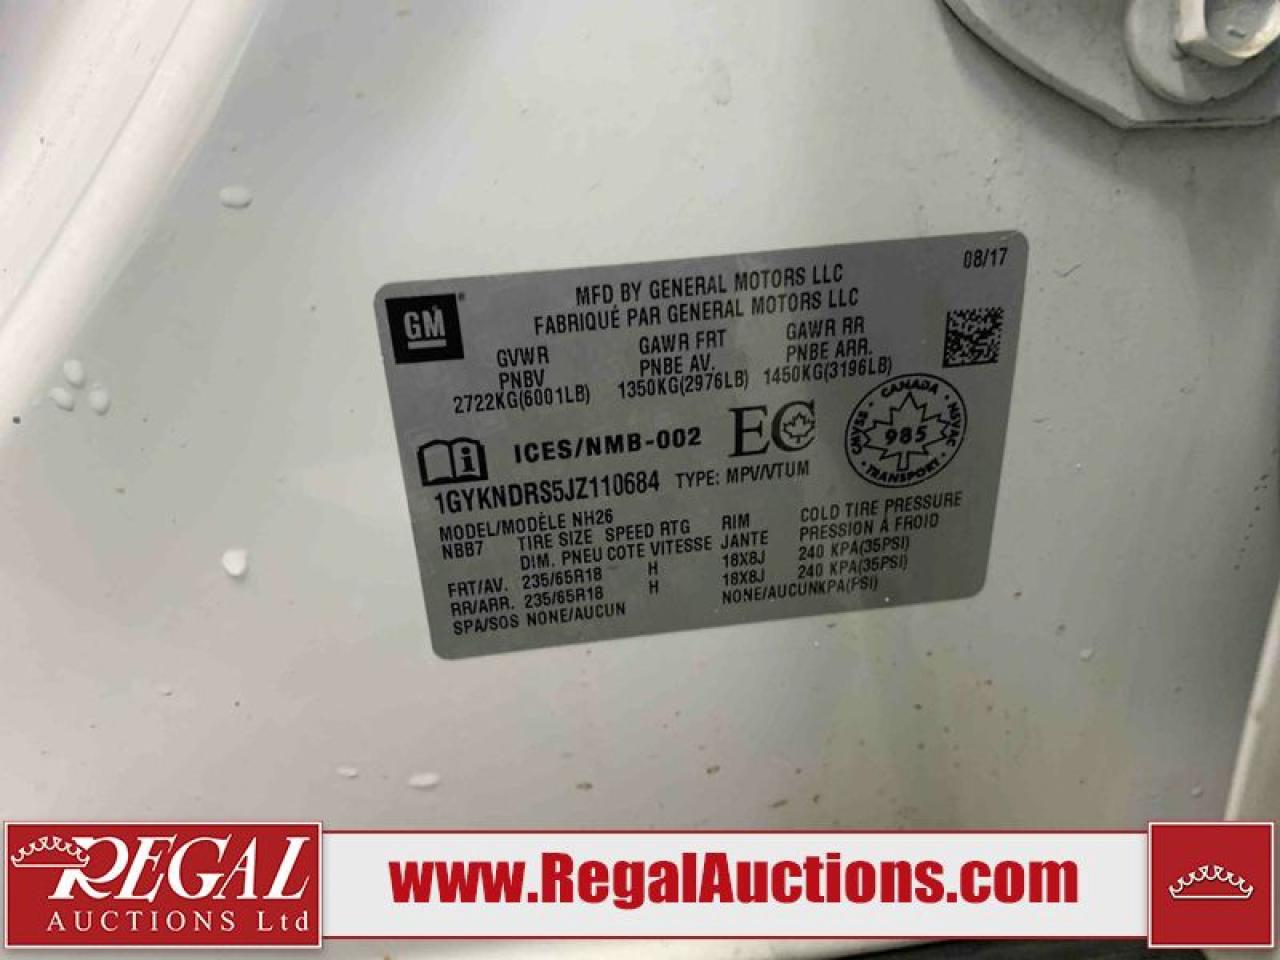 08/17
MFD BY GENERAL MOTORS LLC
FABRIQUÉ PAR GENERAL MOTORS LLC
GM
GVWR GAWR FRT GAWR RR
PNBV PNBE AV. PNBE ARR.
2722KG(6001LB) 1350KG(2976LB) 1450KG(3196LB)
ICES/NMB-002 EC
CANADA
CMVSS 985 NSVAC
TRANSPORT
1GYKNDRS5JZ110684 TYPE: MPV/VTUM
MODEL/MODÈLE NH26
NBB7 TIRE SIZE SPEED RTG RIM COLD TIRE PRESSURE
DIM. PNEU COTE VITESSE JANTE PRESSION À FROID
FRT/AV. 235/65R18 H 18X8J 240 KPA(35PSI)
RR/ARR. 235/65R18 H 18X8J 240 KPA(35PSI)
SPA/SOS NONE/AUCUN NONE/AUCUNKPA(PSI)
REGAL
AUCTIONS Ltd
www.RegalAuctions.com